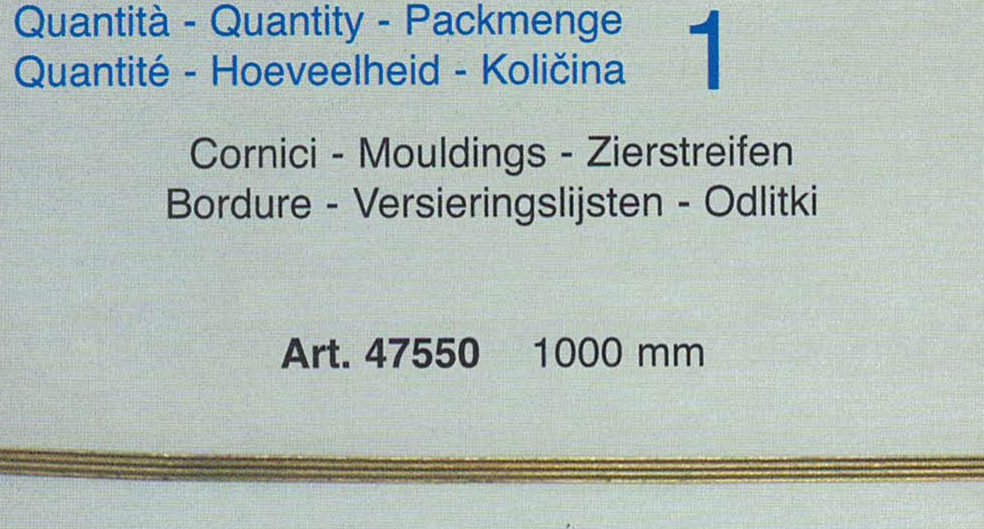 Quantità - Quantity - Packmenge
Quantité - Hoeveelheid - Količina
1
Cornici - Mouldings - Zierstreifen
Bordure - Versieringslijsten - Odlitki
Art. 47550 1000 mm